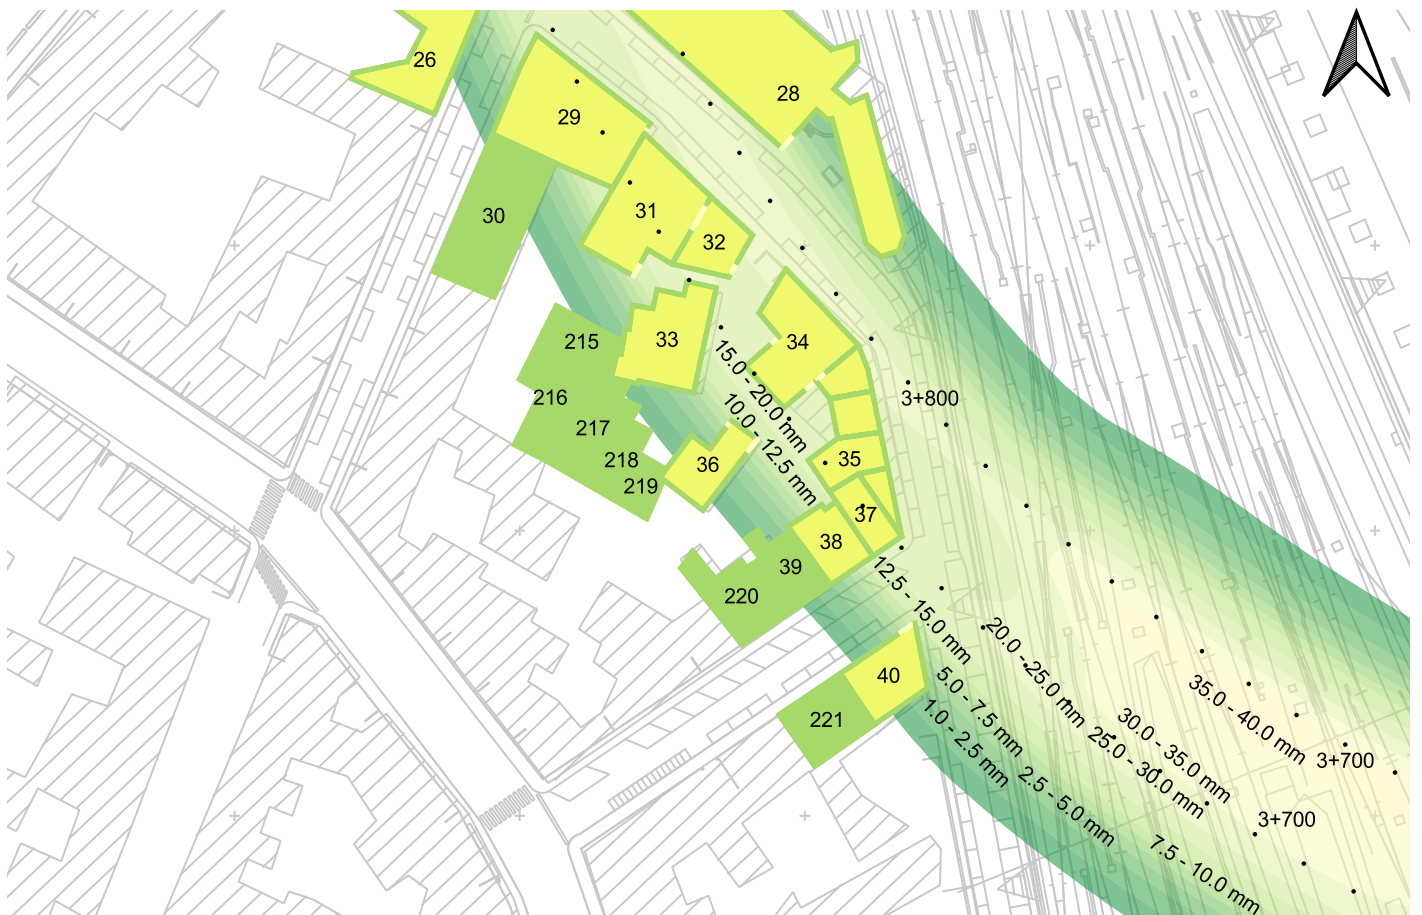 26
28
29
30
31
32
33
34
215
216
217
218
219
15.0 - 20.0 mm
3+800
10.0 - 12.5 mm
35
36
37
38
39
220
12.5 - 15.0 mm
40
221
20.0 - 25.0 mm
5.0 - 7.5 mm
1.0 - 2.5 mm
35.0 - 40.0 mm
30.0 - 35.0 mm
25.0 - 30.0 mm
3+700
2.5 - 5.0 mm
3+700
7.5 - 10.0 mm